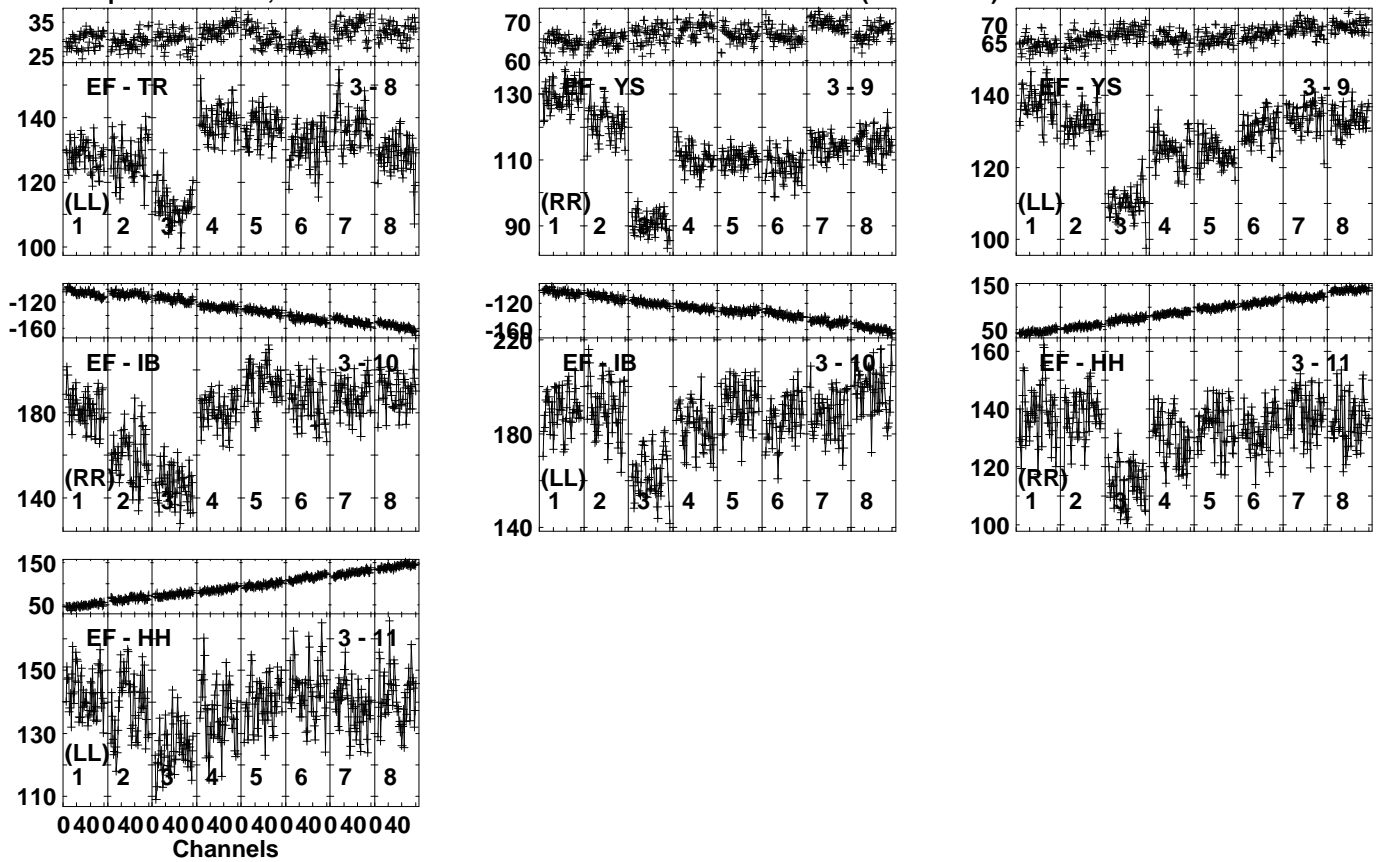 35
25
EF - TR 3 - 8
140
120
100
(LL)
1 2 3 4 5 6 7 8
70
60
EF - YS 3 - 9
130
110
90
(RR)
1 2 3 4 5 6 7 8
70
65
EF - YS 3 - 9
140
120
100
(LL)
1 2 3 4 5 6 7 8
-120
-160
EF - IB 3 - 10
180
140
(RR)
1 2 3 4 5 6 7 8
-120
-160
220
EF - IB 3 - 10
180
140
(LL)
1 2 3 4 5 6 7 8
150
50
EF - HH 3 - 11
160
140
120
100
(RR)
1 2 3 4 5 6 7 8
150
50
EF - HH 3 - 11
150
130
110
(LL)
1 2 3 4 5 6 7 8
0 40 0 40 0 40 0 40 0 40 0 40 0 40 0 40
Channels